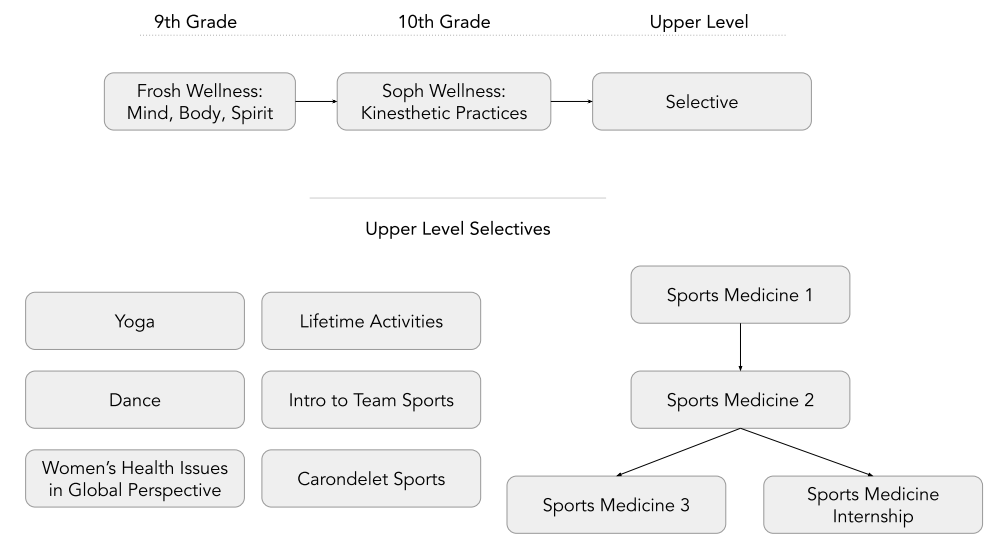 9th Grade
10th Grade
Upper Level
Frosh Wellness:
Mind, Body, Spirit
Soph Wellness:
Kinesthetic Practices
Selective
Upper Level Selectives
Yoga
Lifetime Activities
Dance
Intro to Team Sports
Women’s Health Issues
in Global Perspective
Carondelet Sports
Sports Medicine 1
Sports Medicine 2
Sports Medicine 3
Sports Medicine
Internship